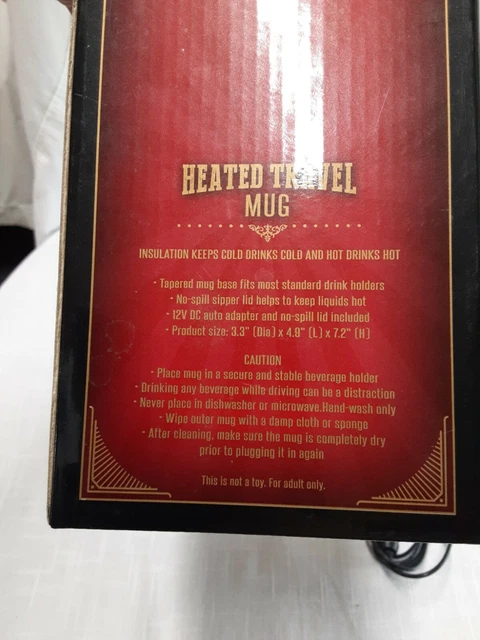 HEATED TRAVEL
MUG
INSULATION KEEPS COLD DRINKS COLD AND HOT DRINKS HOT
- Tapered mug base fits most standard drink holders
- No-spill sipper lid helps to keep liquids hot
- 12V DC auto adapter and no-spill lid included
- Product size: 3.3" (Dia) x 4.9" (L) x 7.2" (H)
CAUTION
- Place mug in a secure and stable beverage holder
- Drinking any beverage while driving can be a distraction
- Never place in dishwasher or microwave.Hand-wash only
- Wipe outer mug with a damp cloth or sponge
- After cleaning, make sure the mug is completely dry
prior to plugging it in again
This is not a toy. For adult only.